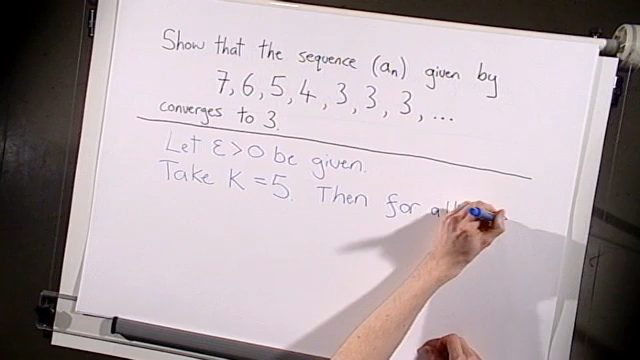 Show that the sequence (aₙ) given by
7, 6, 5, 4, 3, 3, 3, ...
converges to 3.
Let ε > 0 be given.
Take K = 5. Then for all